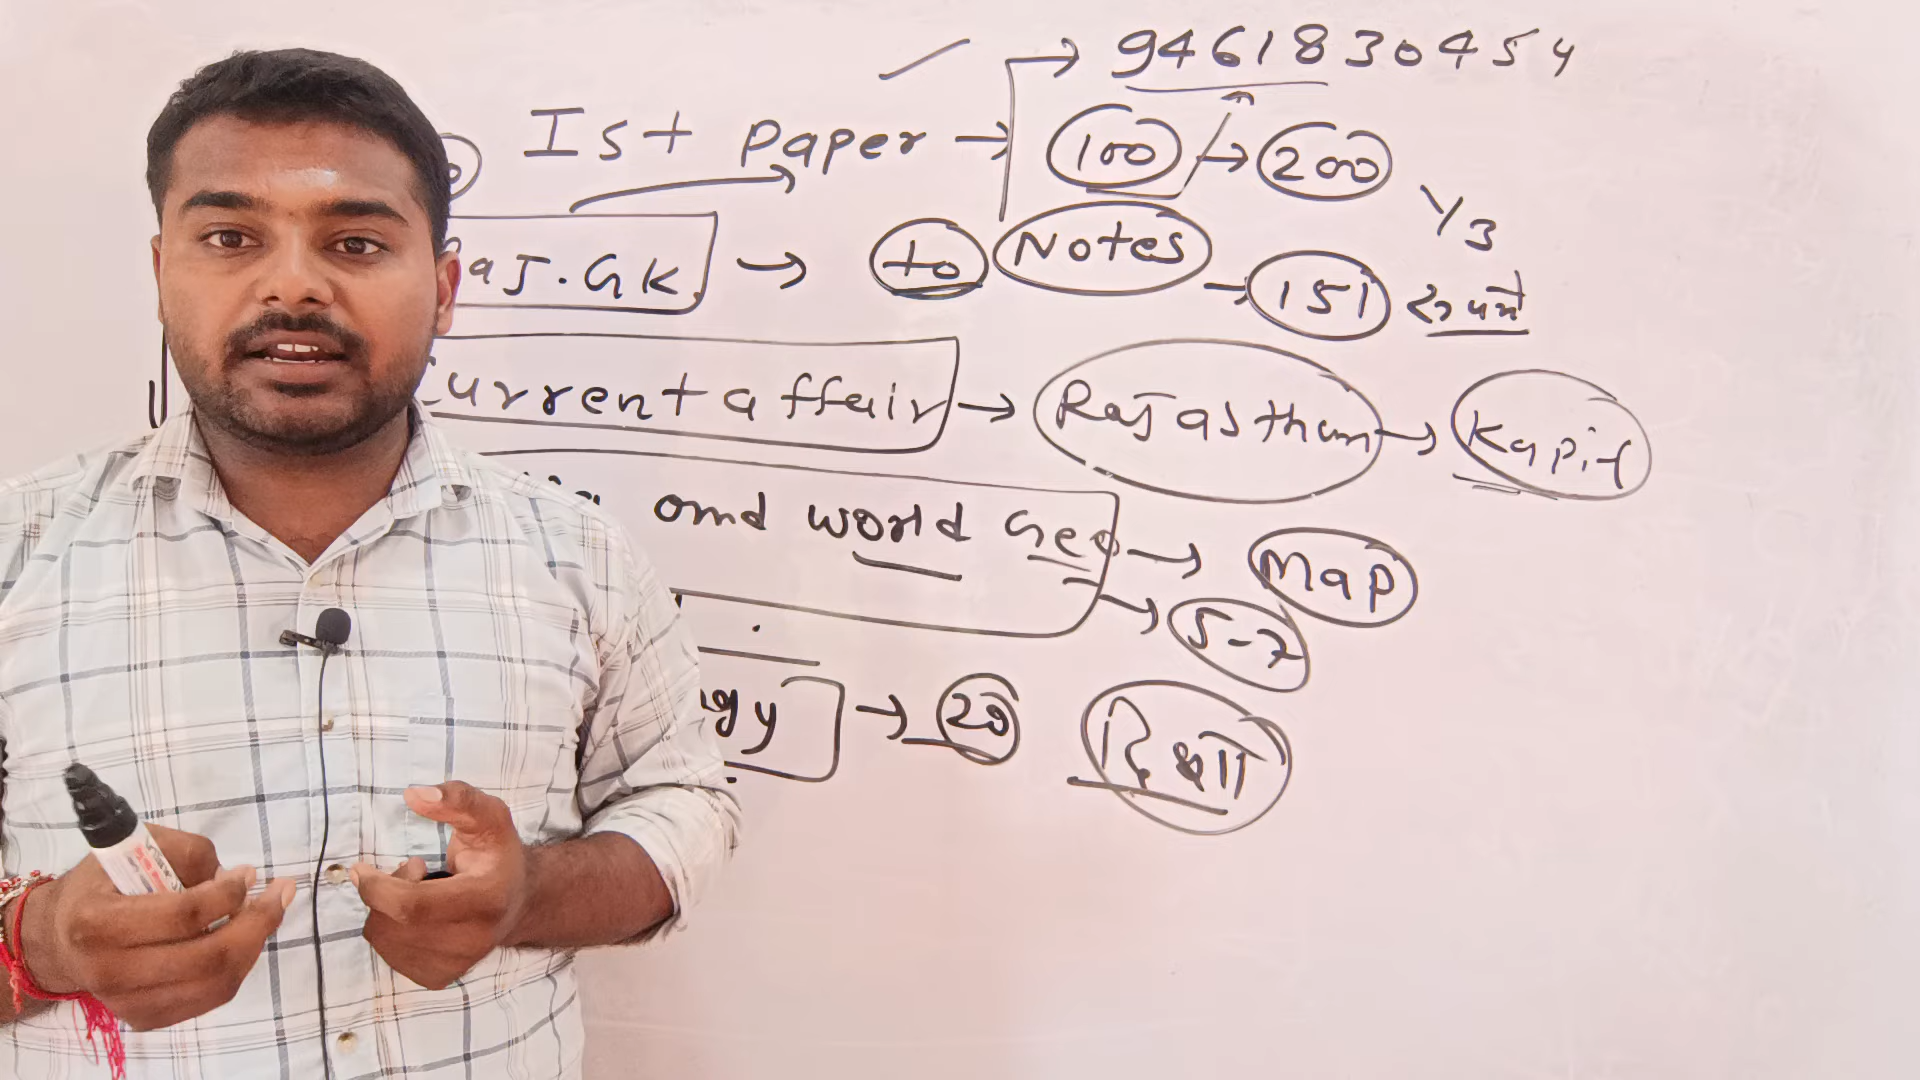 9461830454
Ist paper → 100 → 200
1/3
Raj. GK → to Notes → 151
Current affair → Rajasthan → Kapil
and world Geo → Map
→ 5-7
gy → 20